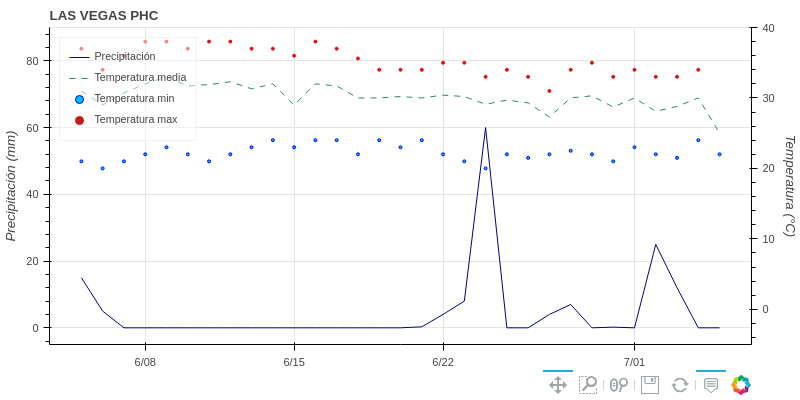 LAS VEGAS PHC
Precipitación
Temperatura media
Temperatura min
Temperatura max
Precipitación (mm)
80
60
40
20
0
Temperatura (°C)
40
30
20
10
0
6/08
6/15
6/22
7/01